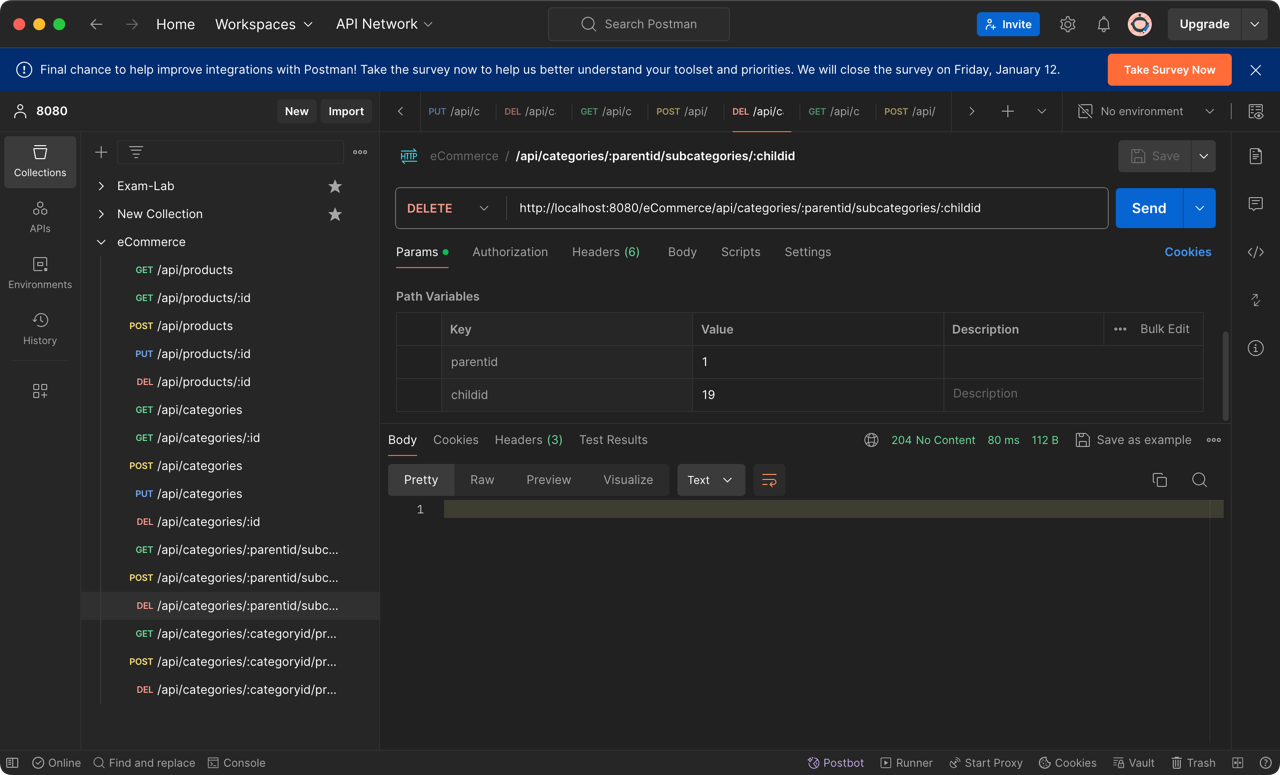 Home Workspaces API Network Search Postman Invite Upgrade
Final chance to help improve integrations with Postman! Take the survey now to help us better understand your toolset and priorities. We will close the survey on Friday, January 12. Take Survey Now
8080 New Import
PUT /api/c DEL /api/c. GET /api/c POST /api/ DEL /api/c. GET /api/c POST /api/ No environment
Collections
APIs
Environments
History
Exam-Lab
New Collection
eCommerce
GET /api/products
GET /api/products/:id
POST /api/products
PUT /api/products/:id
DEL /api/products/:id
GET /api/categories
GET /api/categories/:id
POST /api/categories
PUT /api/categories
DEL /api/categories/:id
GET /api/categories/:parentid/subc...
POST /api/categories/:parentid/subc...
DEL /api/categories/:parentid/subc...
GET /api/categories/:categoryid/pr...
POST /api/categories/:categoryid/pr...
DEL /api/categories/:categoryid/pr...
HTTP eCommerce / /api/categories/:parentid/subcategories/:childid Save
DELETE http://localhost:8080/eCommerce/api/categories/:parentid/subcategories/:childid Send
Params Authorization Headers (6) Body Scripts Settings Cookies
Path Variables
Key Value Description Bulk Edit
parentid 1
childid 19 Description
Body Cookies Headers (3) Test Results 204 No Content 80 ms 112 B Save as example
Pretty Raw Preview Visualize Text
1
Online Find and replace Console Postbot Runner Start Proxy Cookies Vault Trash